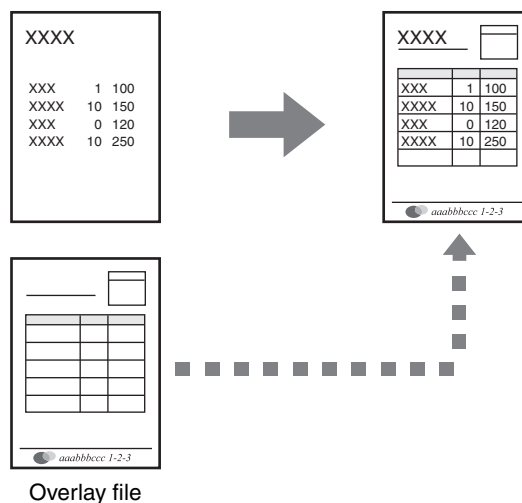 XXXX
XXX 1 100
XXXX 10 150
XXX 0 120
XXXX 10 250
XXXX
XXX 1 100
XXXX 10 150
XXX 0 120
XXXX 10 250
aaabbbccc 1-2-3
aaabbbccc 1-2-3
Overlay file